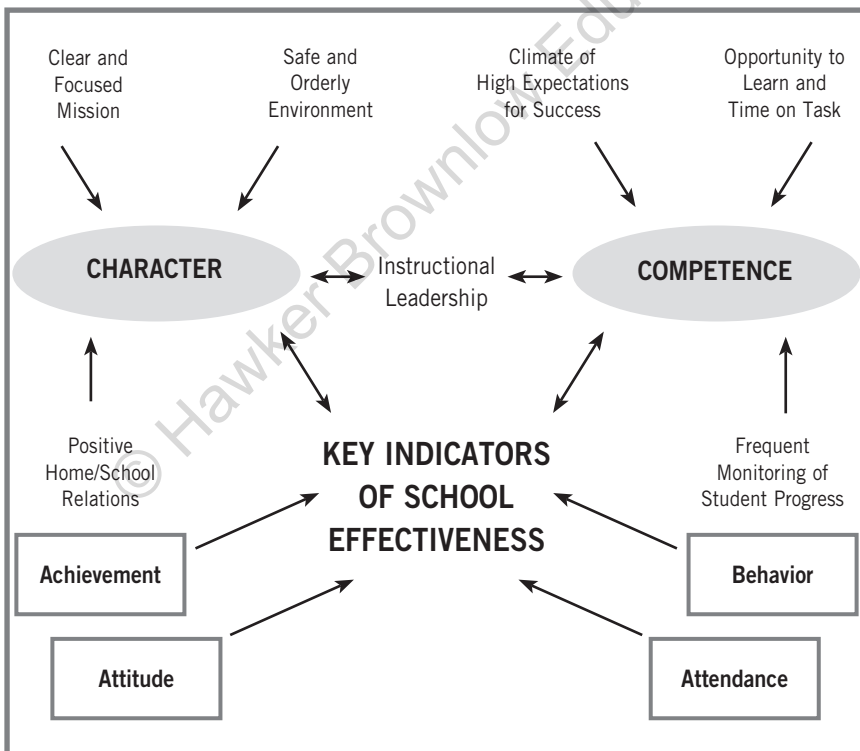 Clear and
Focused
Mission
Safe and
Orderly
Environment
Climate of
High Expectations
for Success
Opportunity to
Learn and
Time on Task
CHARACTER
Instructional
Leadership
COMPETENCE
Positive
Home/School
Relations
KEY INDICATORS
OF SCHOOL
EFFECTIVENESS
Frequent
Monitoring of
Student Progress
Achievement
Behavior
Attitude
Attendance
© Hawker Brownlow Edu